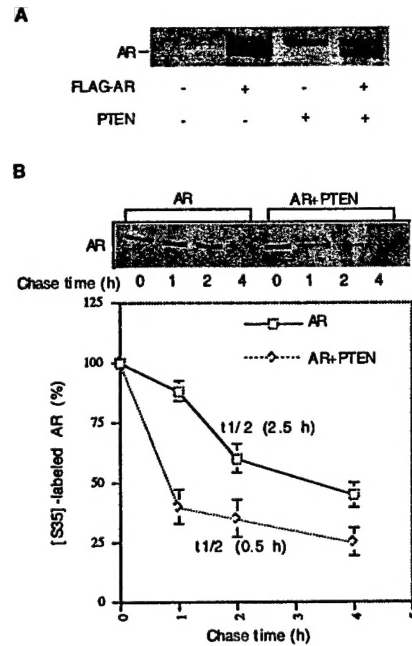 A
AR
FLAG-AR - + - +
PTEN - - + +
B
AR AR+PTEN
AR
Chase time (h) 0 1 2 4 0 1 2 4
125
AR
AR+PTEN
100
75
50
25
0
[S35]-labeled AR (%)
t1/2 (2.5 h)
t1/2 (0.5 h)
0 1 2 3 4 5
Chase time (h)